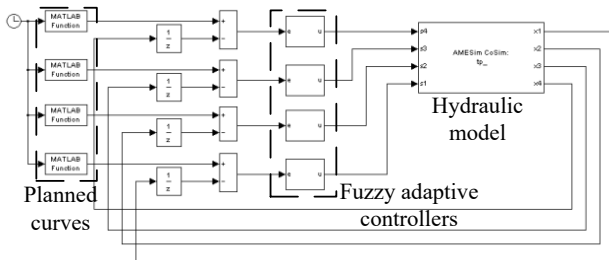 MATLAB
Function
+
−
1
z
e
u
s4
s3
s2
s1
AMESim CoSim:
tp_
x1
x2
x3
x4
MATLAB
Function
+
−
1
z
e
u
MATLAB
Function
+
−
1
z
e
u
MATLAB
Function
+
−
1
z
e
u
Hydraulic
model
Planned
curves
Fuzzy adaptive
controllers